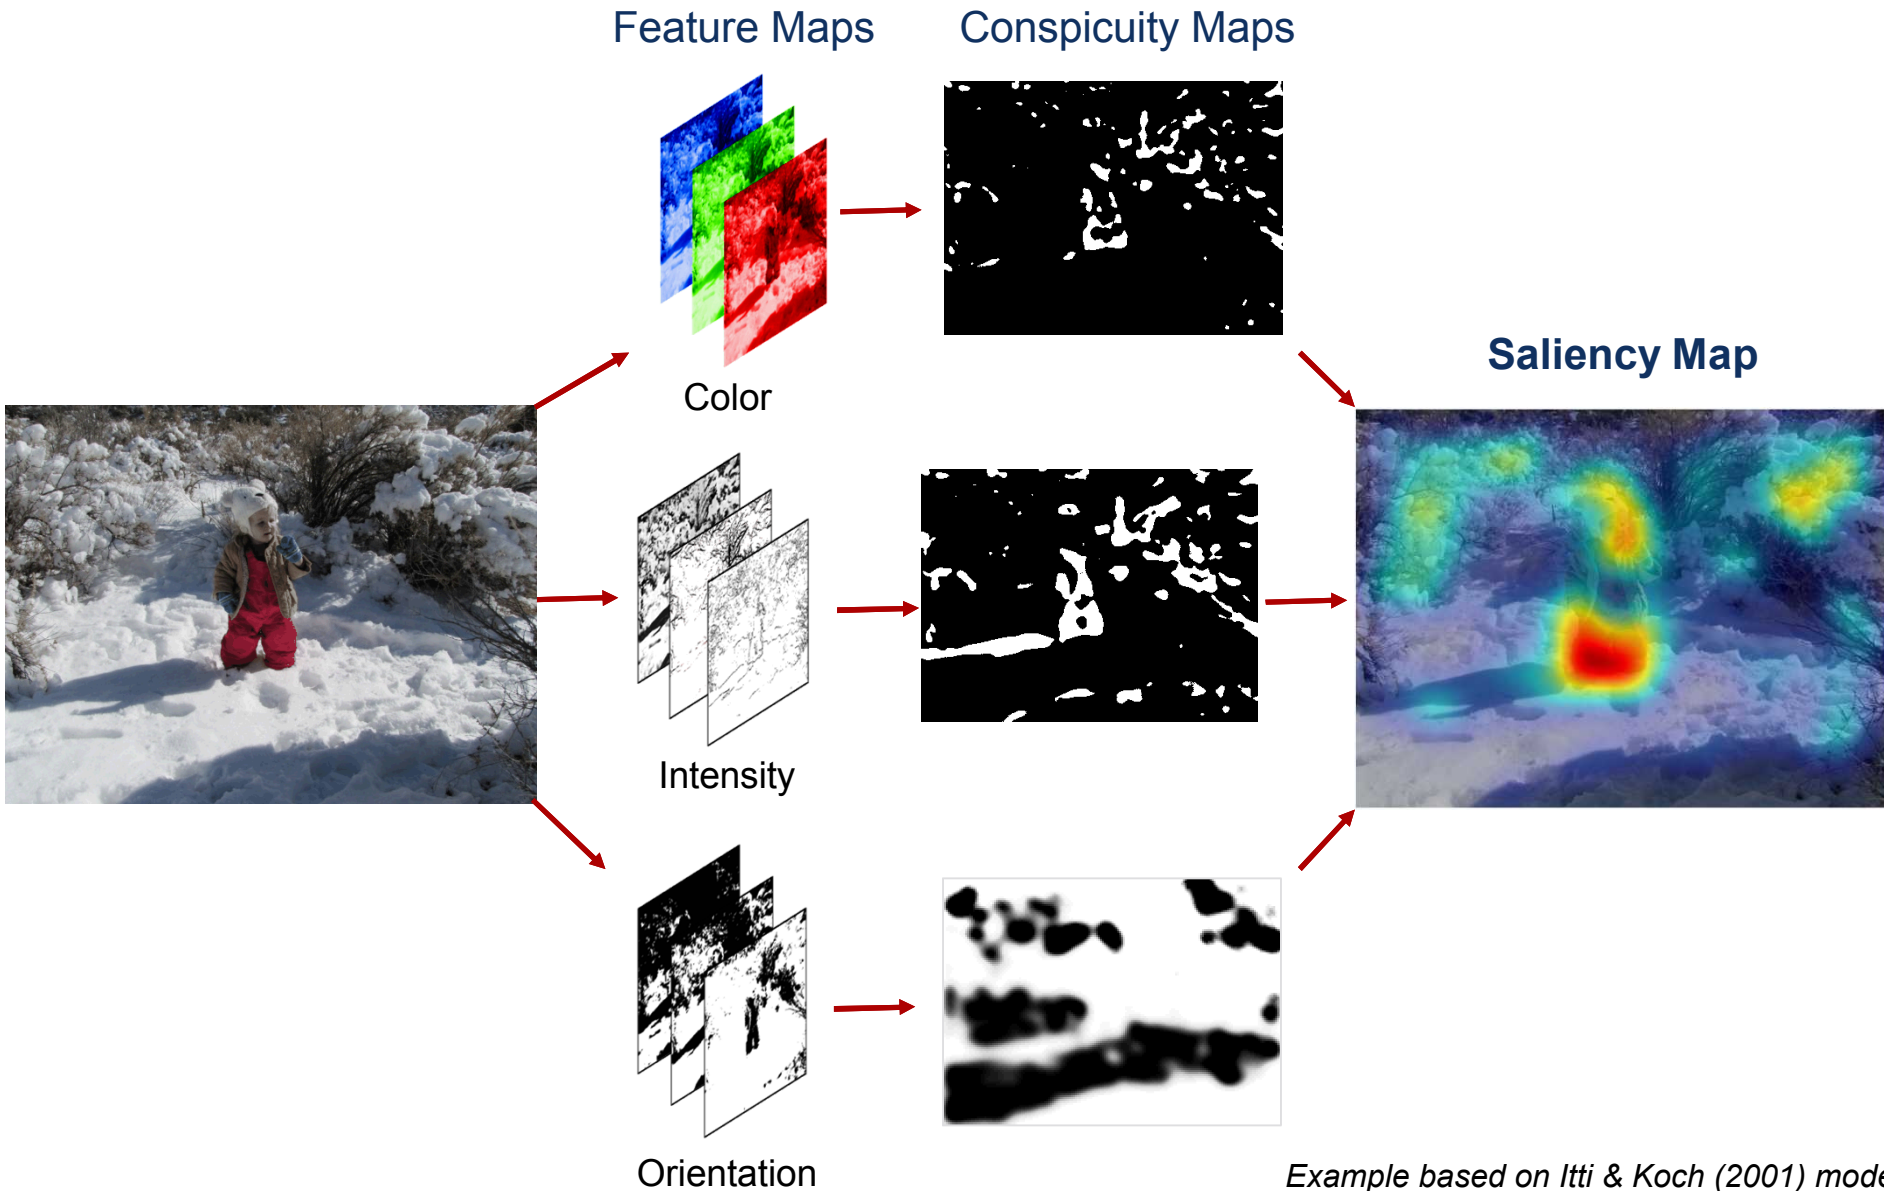 Feature Maps
Conspicuity Maps
Saliency Map
Color
Intensity
Orientation
Example based on Itti & Koch (2001) mode